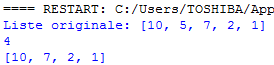 ==== RESTART: C:/Users/TOSHIBA/App
Liste originale: [10, 5, 7, 2, 1]
4
[10, 7, 2, 1]